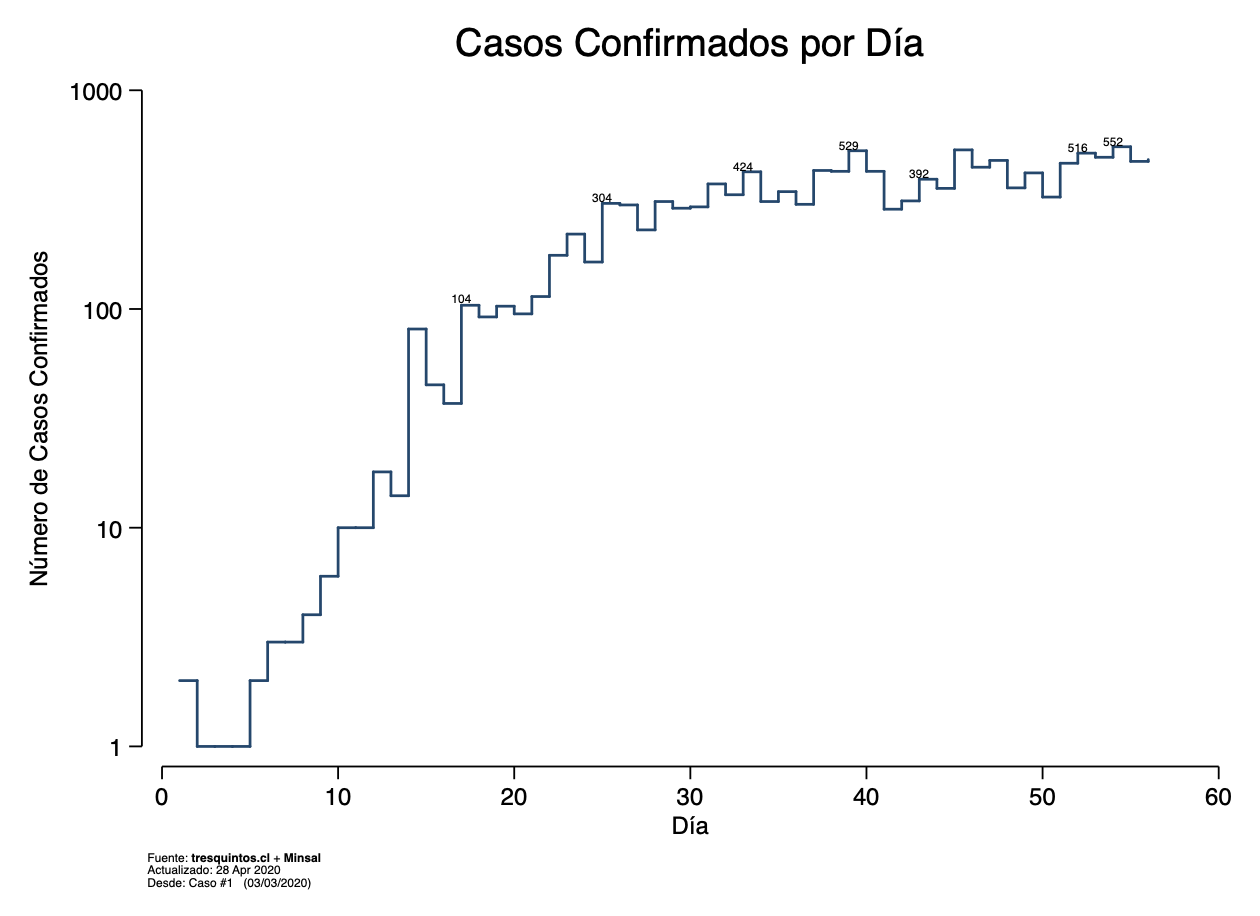 Casos Confirmados por Día
1000
100
10
1
Número de Casos Confirmados
104
304
424
529
392
516
552
0 10 20 30 40 50 60
Día
Fuente: tresquintos.cl + Minsal
Actualizado: 28 Apr 2020
Desde: Caso #1 (03/03/2020)